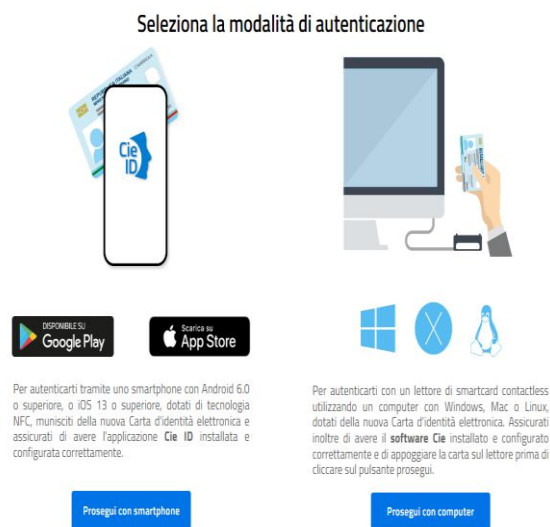 Seleziona la modalità di autenticazione
REPUBBLICA ITALIANA
Cie
ID
DISPONIBILE SU
Google Play
Scarica su
App Store
Per autenticarti tramite uno smartphone con Android 6.0
o superiore, o iOS 13 o superiore, dotati di tecnologia
NFC, munisciti della nuova Carta d'identità elettronica e
assicurati di avere l'applicazione Cie ID installata e
configurata correttamente.
Prosegui con smartphone
Per autenticarti con un lettore di smartcard contactless
utilizzando un computer con Windows, Mac o Linux,
dotati della nuova Carta d'identità elettronica. Assicurati
inoltre di avere il software Cie installato e configurato
correttamente e di appoggiare la carta sul lettore prima di
cliccare sul pulsante prosegui.
Prosegui con computer